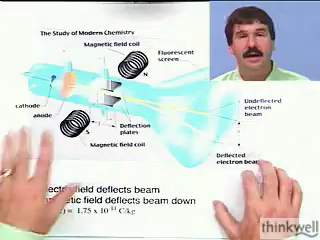 The Study of Modern Chemistry
Magnetic field coil
Fluorescent
screen
N
Undeflected
electron
beam
cathode
anode
S
Deflection
plates
Magnetic field coil
Deflected
electron beam
field deflects beam
field deflects beam down
= 1.75 x 10 11 C/kg
thinkwell